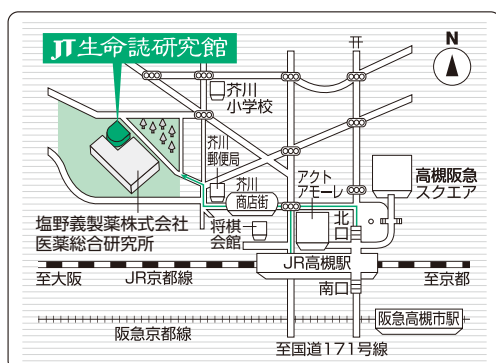 JT生命誌研究館
N
芥川
小学校
芥川
郵便局
アクト
アモーレ
高槻阪急
スクエア
芥川
商店街
塩野義製薬株式会社
医薬総合研究所
将棋
会館
北
口
JR高槻駅
至大阪
JR京都線
至京都
南口
阪急京都線
阪急高槻市駅
至国道171号線